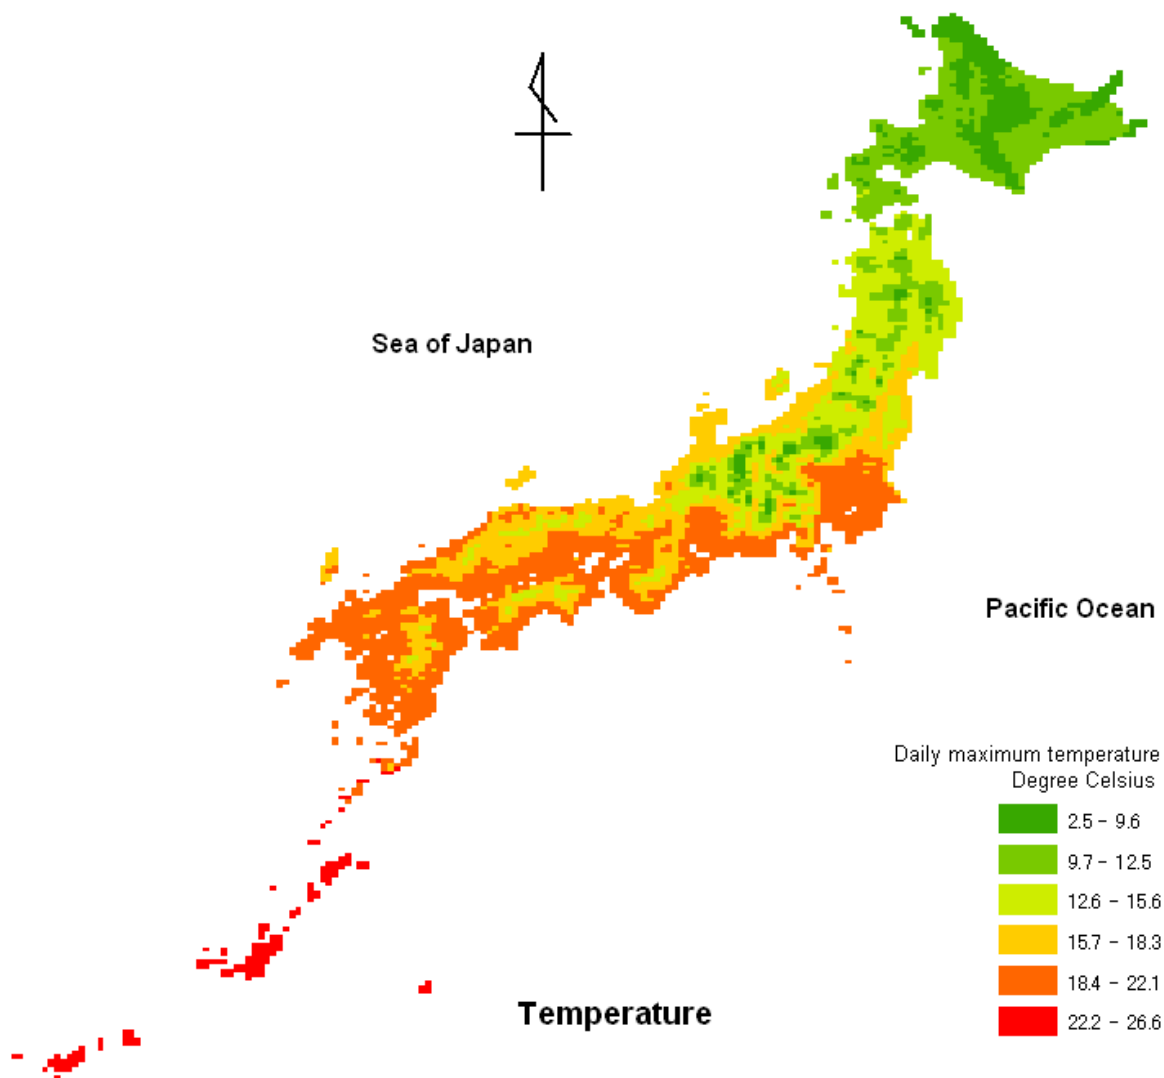 Sea of Japan
Pacific Ocean
Daily maximum temperature
Degree Celsius
2.5 - 9.6
9.7 - 12.5
12.6 - 15.6
15.7 - 18.3
18.4 - 22.1
22.2 - 26.6
Temperature